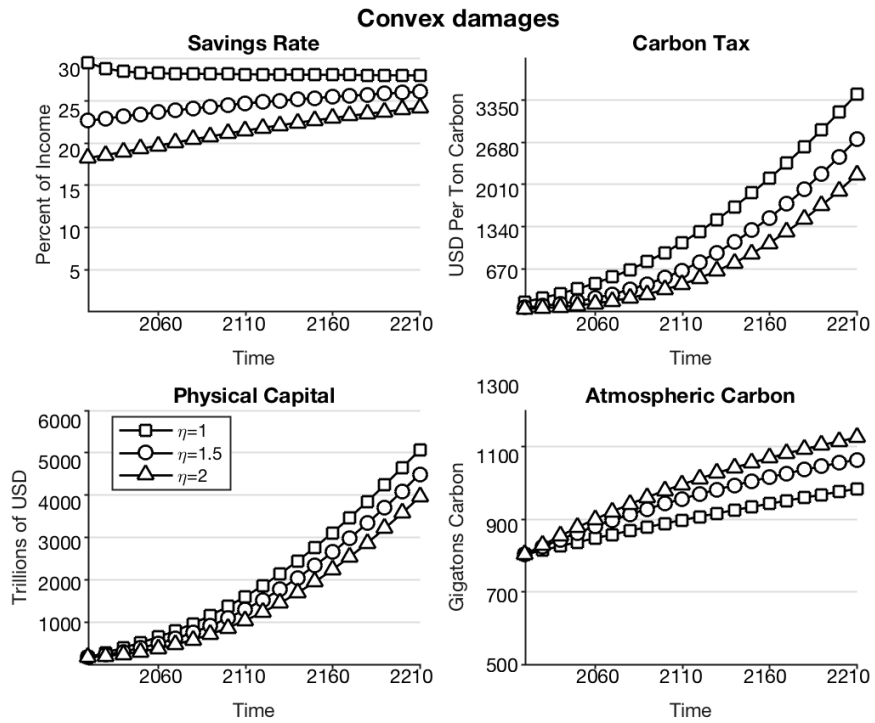 Convex damages
Savings Rate
30
25
20
15
10
5
Percent of Income
2060 2110 2160 2210
Time
Carbon Tax
3350
2680
2010
1340
670
USD Per Ton Carbon
2060 2110 2160 2210
Time
Physical Capital
6000
5000
4000
3000
2000
1000
Trillions of USD
η=1
η=1.5
η=2
2060 2110 2160 2210
Time
Atmospheric Carbon
1300
1100
900
700
500
Gigatons Carbon
2060 2110 2160 2210
Time